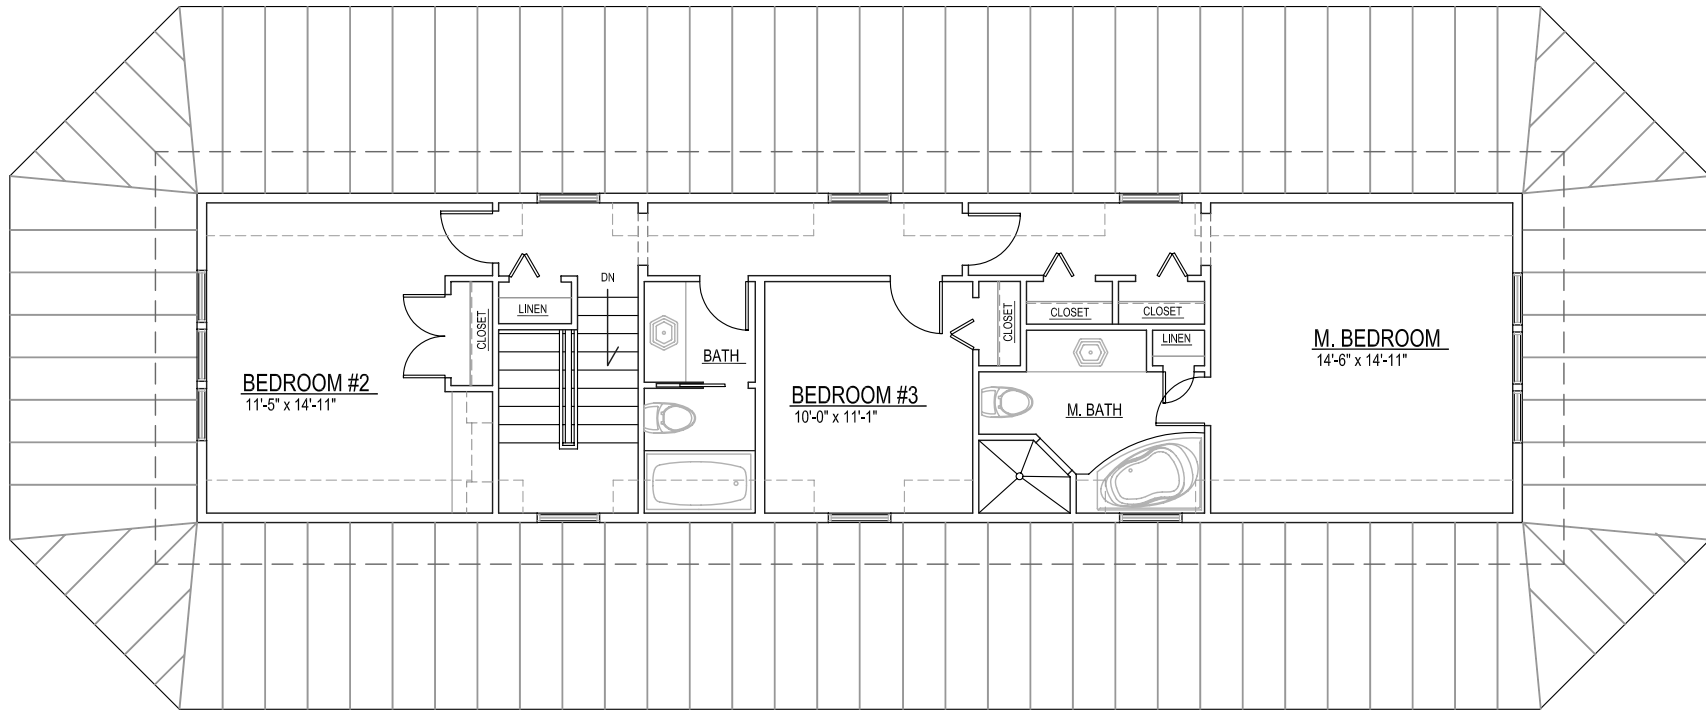 DN
LINEN
CLOSET
BATH
BEDROOM #2
11'-5" x 14'-11"
BEDROOM #3
10'-0" x 11'-1"
CLOSET
CLOSET
CLOSET
LINEN
M. BATH
M. BEDROOM
14'-6" x 14'-11"